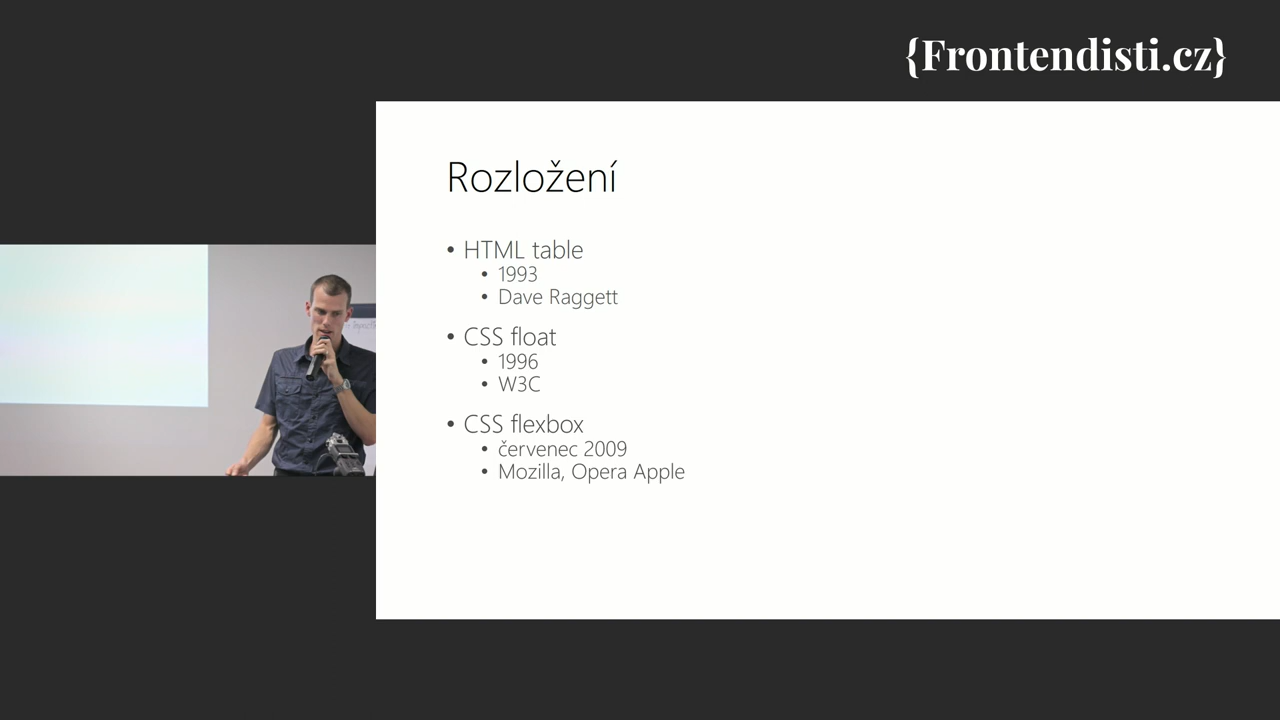 {Frontendisti.cz}
Rozložení
• HTML table
• 1993
• Dave Raggett
• CSS float
• 1996
• W3C
• CSS flexbox
• červenec 2009
• Mozilla, Opera Apple